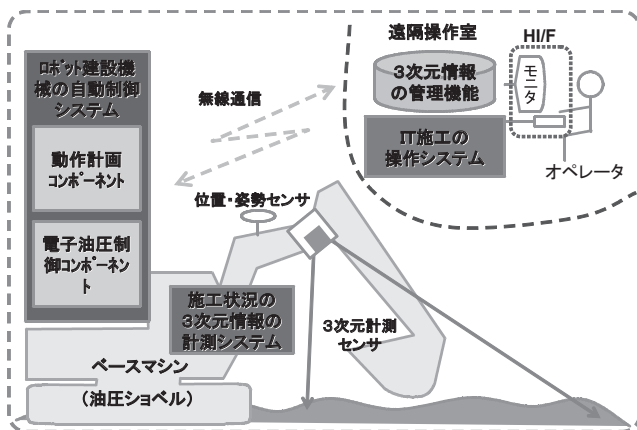 ロボット建設機
械の自動制御
システム
動作計画
コンポーネント
電子油圧制
御コンポーネン
ト
無線通信
遠隔操作室
HI/F
3次元情報
の管理機能
モニタ
IT施工の
操作システム
オペレータ
位置・姿勢センサ
施工状況の
3次元情報の
計測システム
3次元計測
センサ
ベースマシン
(油圧ショベル)